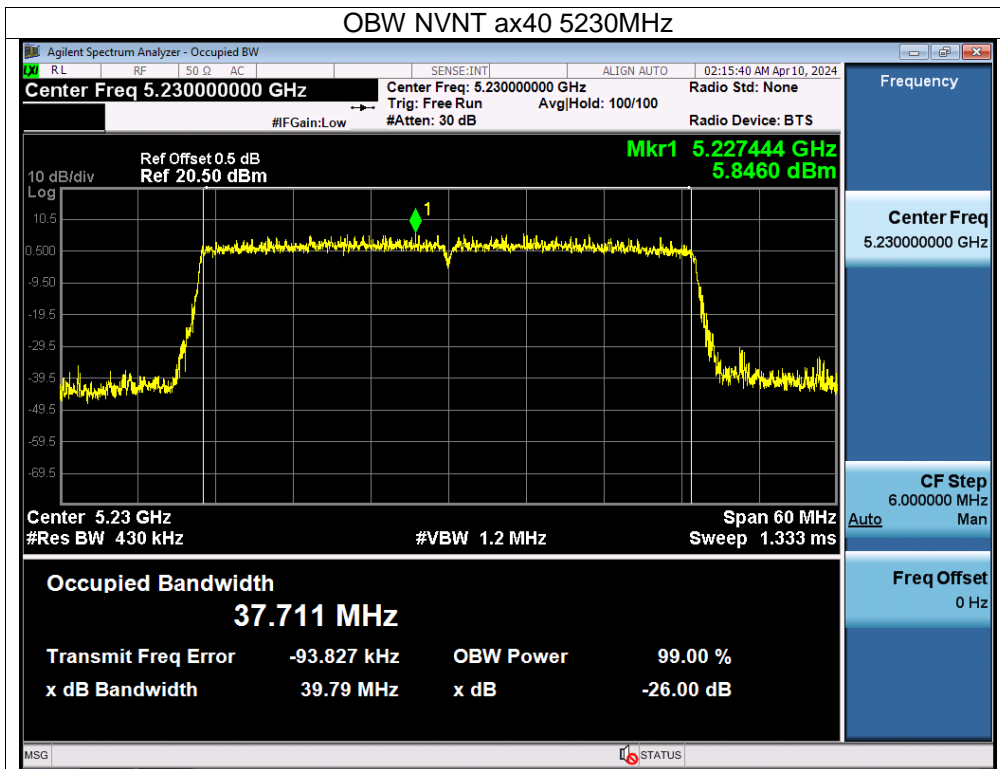 OBW NVNT ax40 5230MHz
Agilent Spectrum Analyzer - Occupied BW
LXI RL RF 50 Ω AC SENSE:INT ALIGN AUTO 02:15:40 AM Apr 10, 2024
Center Freq 5.230000000 GHz
Center Freq: 5.230000000 GHz
Radio Std: None
Trig: Free Run Avg|Hold: 100/100
#IFGain:Low
#Atten: 30 dB
Radio Device: BTS
Mkr1 5.227444 GHz
5.8460 dBm
Ref Offset 0.5 dB
10 dB/div Ref 20.50 dBm
Log
10.5
0.500
-9.50
-19.5
-29.5
-39.5
-49.5
-59.5
-69.5
1
Center 5.23 GHz Span 60 MHz
#Res BW 430 kHz #VBW 1.2 MHz Sweep 1.333 ms
Occupied Bandwidth
37.711 MHz
Transmit Freq Error -93.827 kHz OBW Power 99.00 %
x dB Bandwidth 39.79 MHz x dB -26.00 dB
Frequency
Center Freq
5.230000000 GHz
CF Step
6.000000 MHz
Auto Man
Freq Offset
0 Hz
MSG STATUS